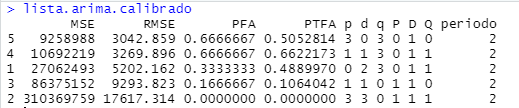 > lista.arima.calibrado
MSE RMSE PFA PTFA p d q P D Q periodo
5 9258988 3042.859 0.6666667 0.5052814 3 0 3 0 1 0 2
4 10692219 3269.896 0.6666667 0.6622173 1 1 3 0 1 1 2
1 27062493 5202.162 0.3333333 0.4889970 0 2 3 0 1 1 2
3 86375152 9293.823 0.1666667 0.1064042 1 1 0 1 1 0 2
2 310369759 17617.314 0.0000000 0.0000000 3 3 0 1 1 1 2